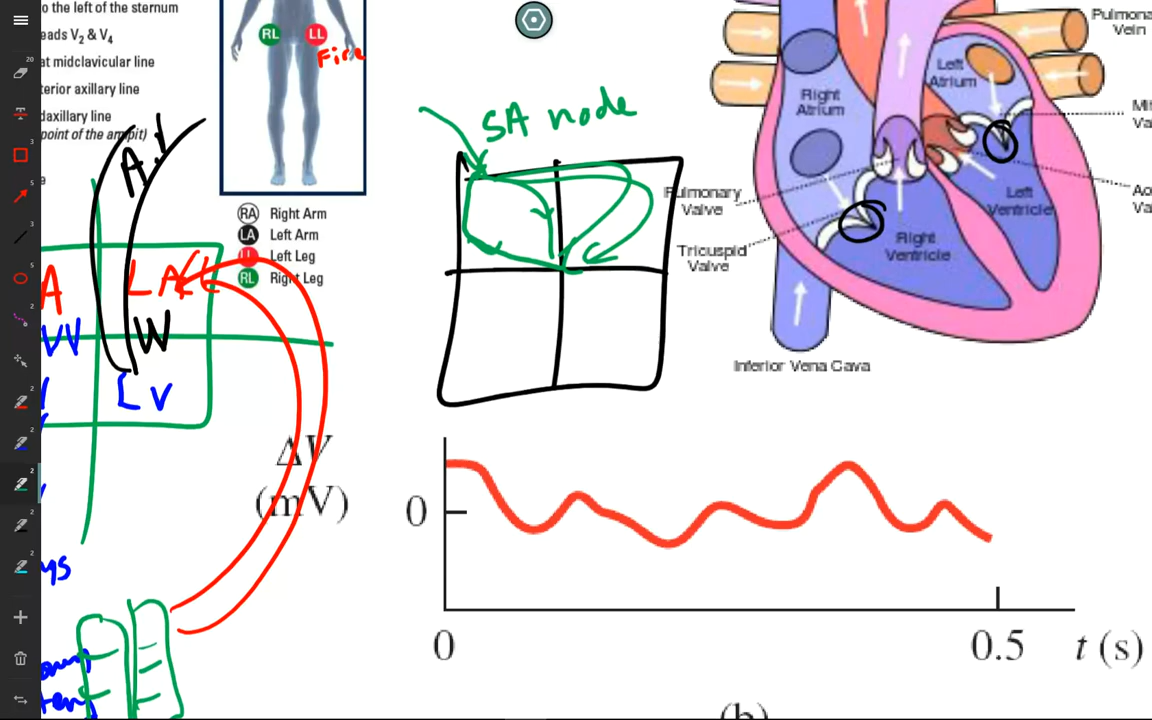 o the left of the sternum
eads V₂ & V₄
at midclavicular line
terior axillary line
daxillary line
point of the armpit)
e
RL
LL
Fire
RA Right Arm
LA Left Arm
LL Left Leg
RL Right Leg
A.V
A
LA
VV
W
LV
V
SA node
Pulmona
Vein
Left
Atrium
Right
Atrium
Mit
Va
Pulmonary
Valve
Ao
Va
Left
Ventricle
Tricuspid
Valve
Right
Ventricle
Inferior Vena Cava
ΔV
(mV)
0
0
0.5
t (s)
(b)